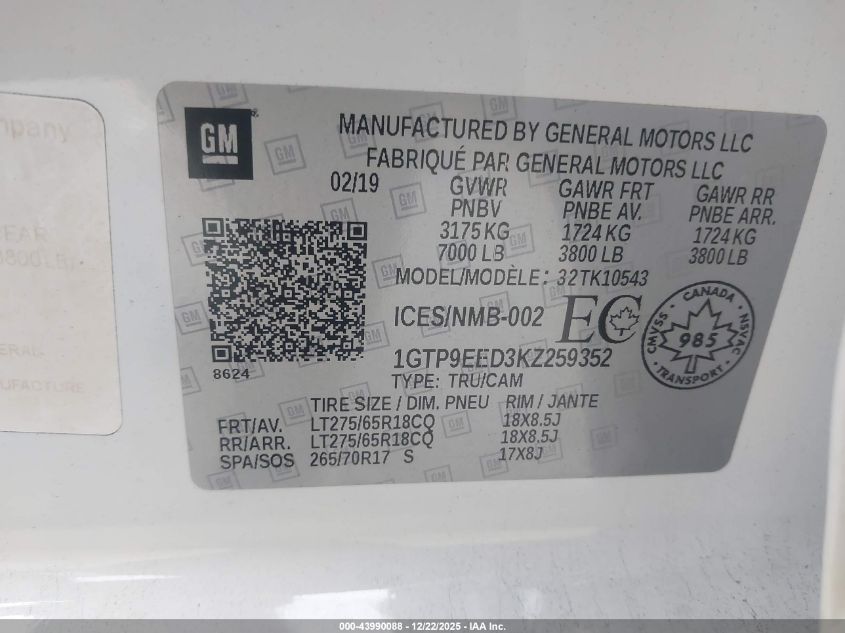 GM
MANUFACTURED BY GENERAL MOTORS LLC
FABRIQUÉ PAR GENERAL MOTORS LLC
02/19 GVWR GAWR FRT GAWR RR
PNBV PNBE AV. PNBE ARR.
3175 KG 1724 KG 1724 KG
7000 LB 3800 LB 3800 LB
MODEL/MODÈLE: 32TK10543
ICES/NMB-002 EC
CANADA
CMVSS 985 NSVAC
TRANSPORT
8624
1GTP9EED3KZ259352
TYPE: TRU/CAM
TIRE SIZE / DIM. PNEU RIM / JANTE
FRT/AV. LT275/65R18CQ 18X8.5J
RR/ARR. LT275/65R18CQ 18X8.5J
SPA/SOS 265/70R17 S 17X8J
EAR
MANUFACTURE
000-43990088 - 12/22/2025 - IAA Inc.